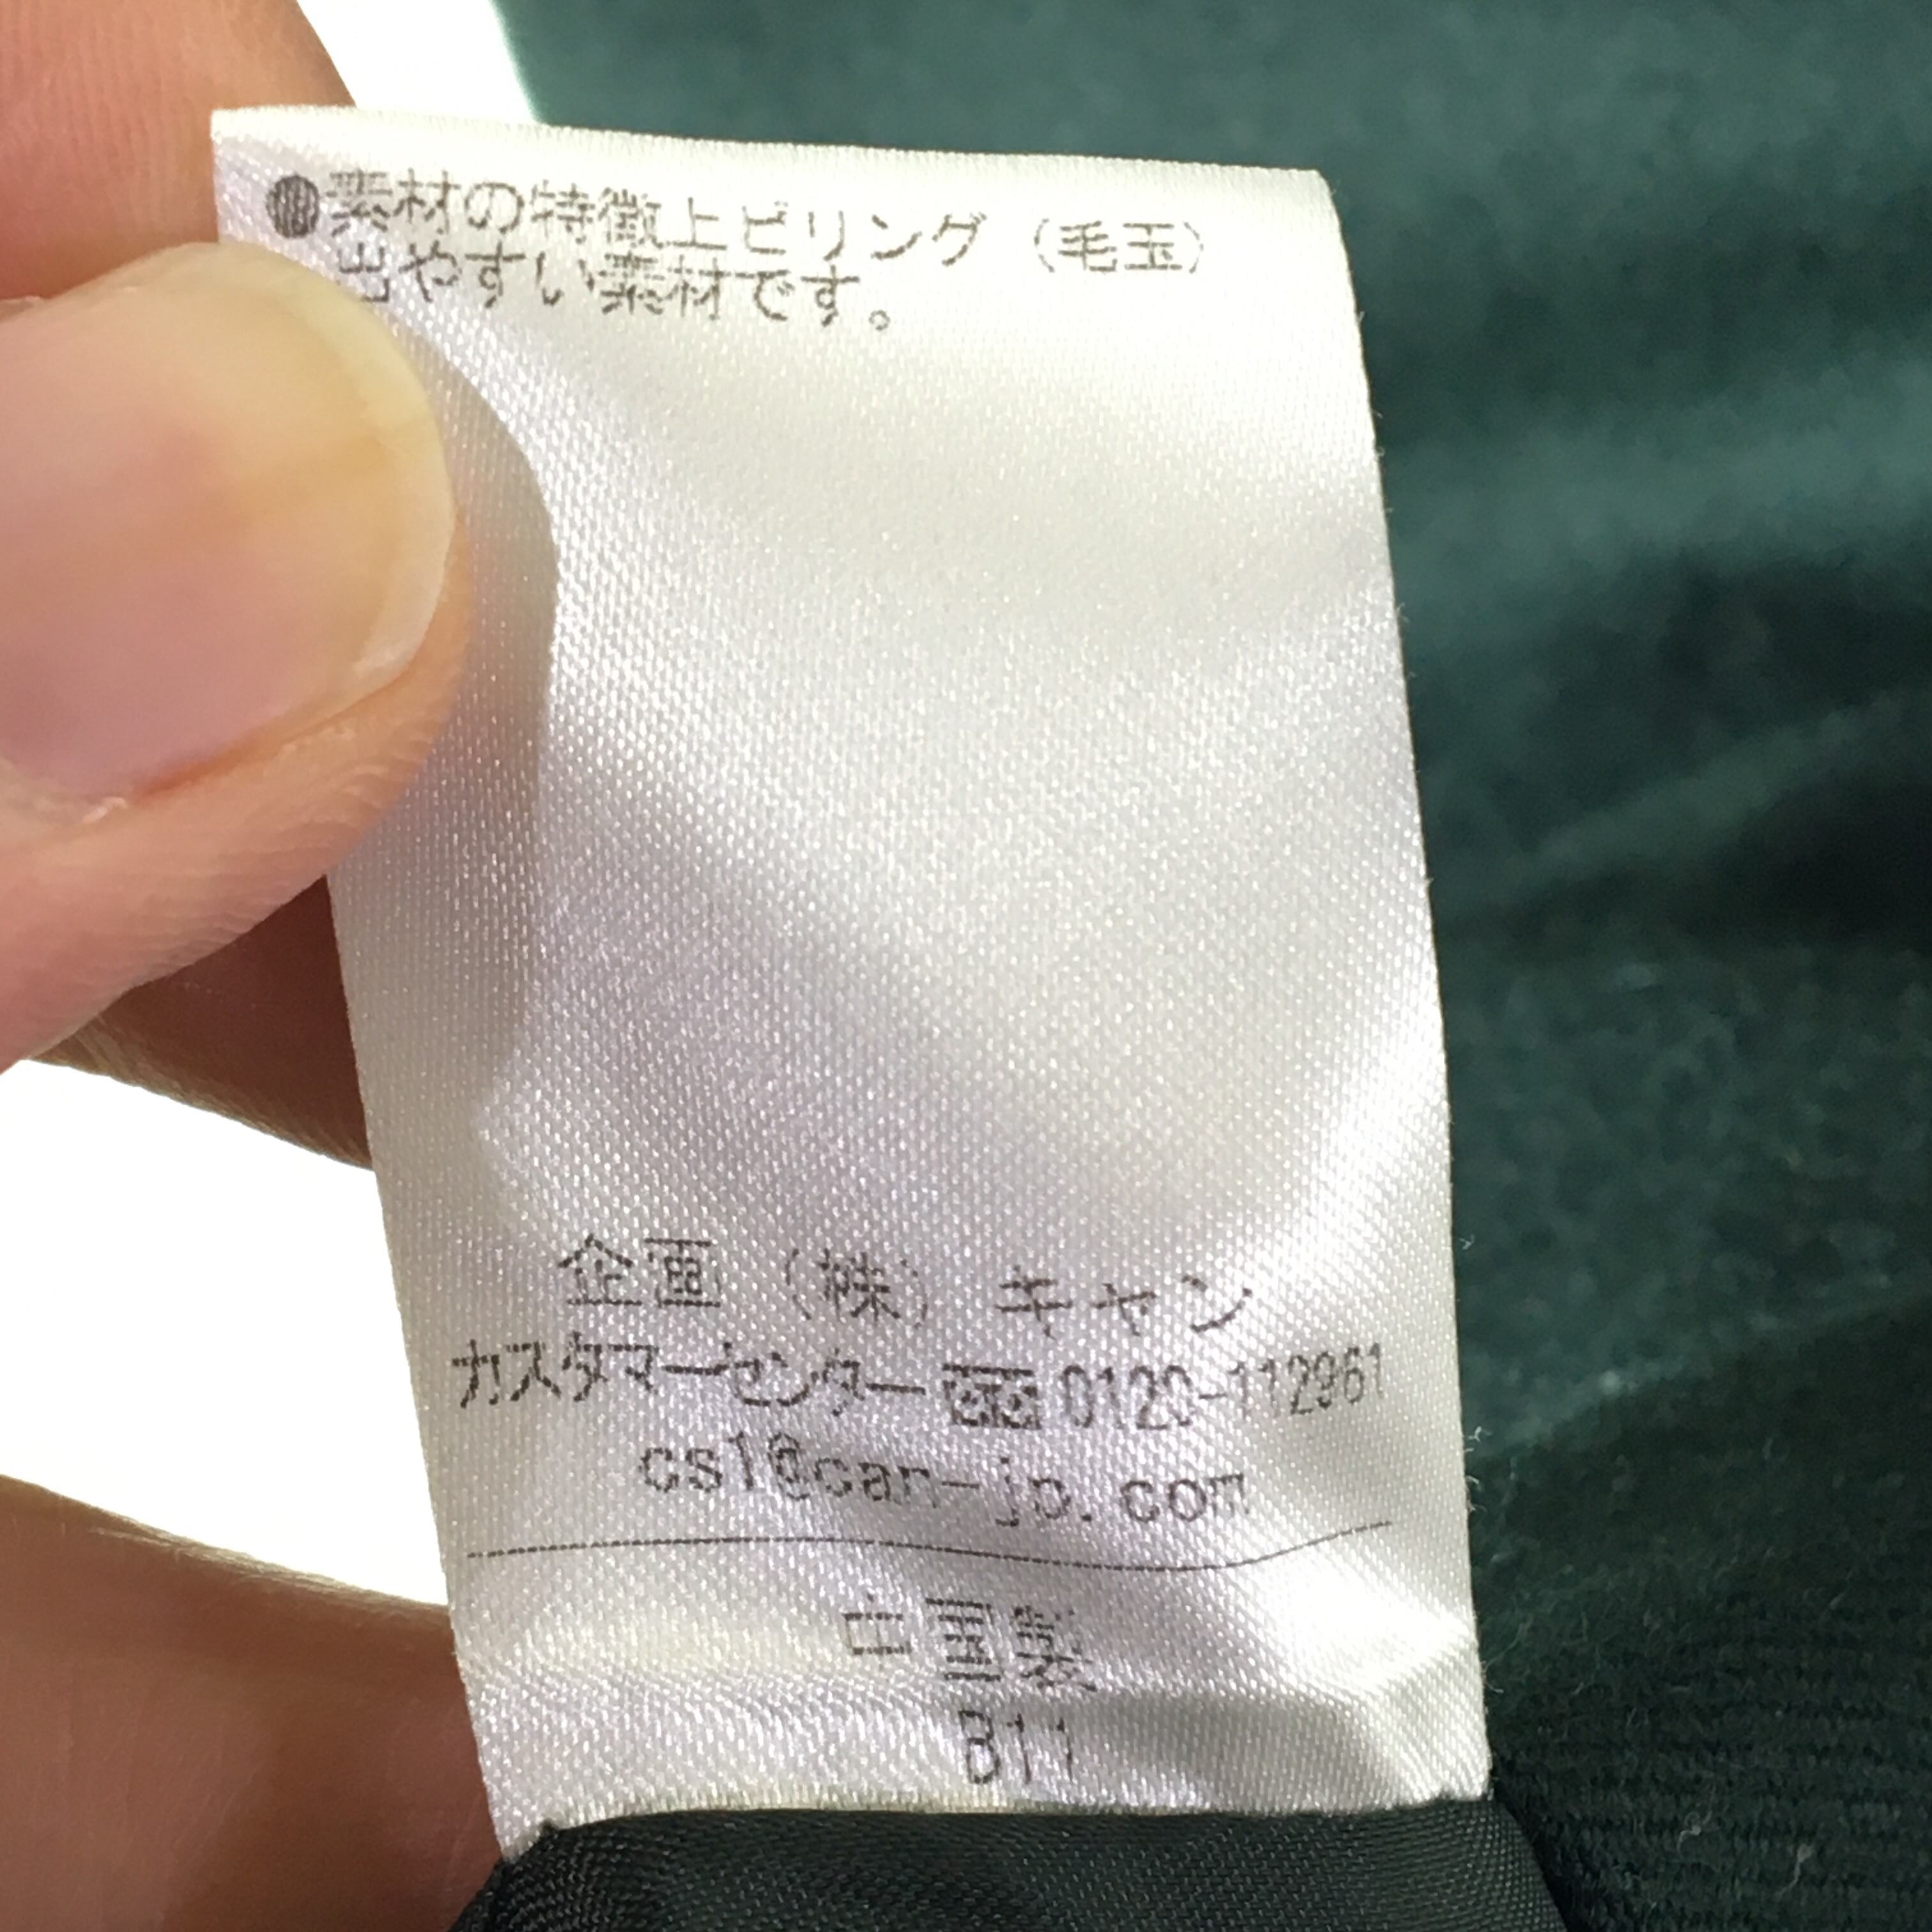 ●素材の特徴上ピリング（毛玉）
出やすい素材です。
企画（株）キャン
カスタマーセンター 0120-112961
cs1@can-jp.com
中国製
B11